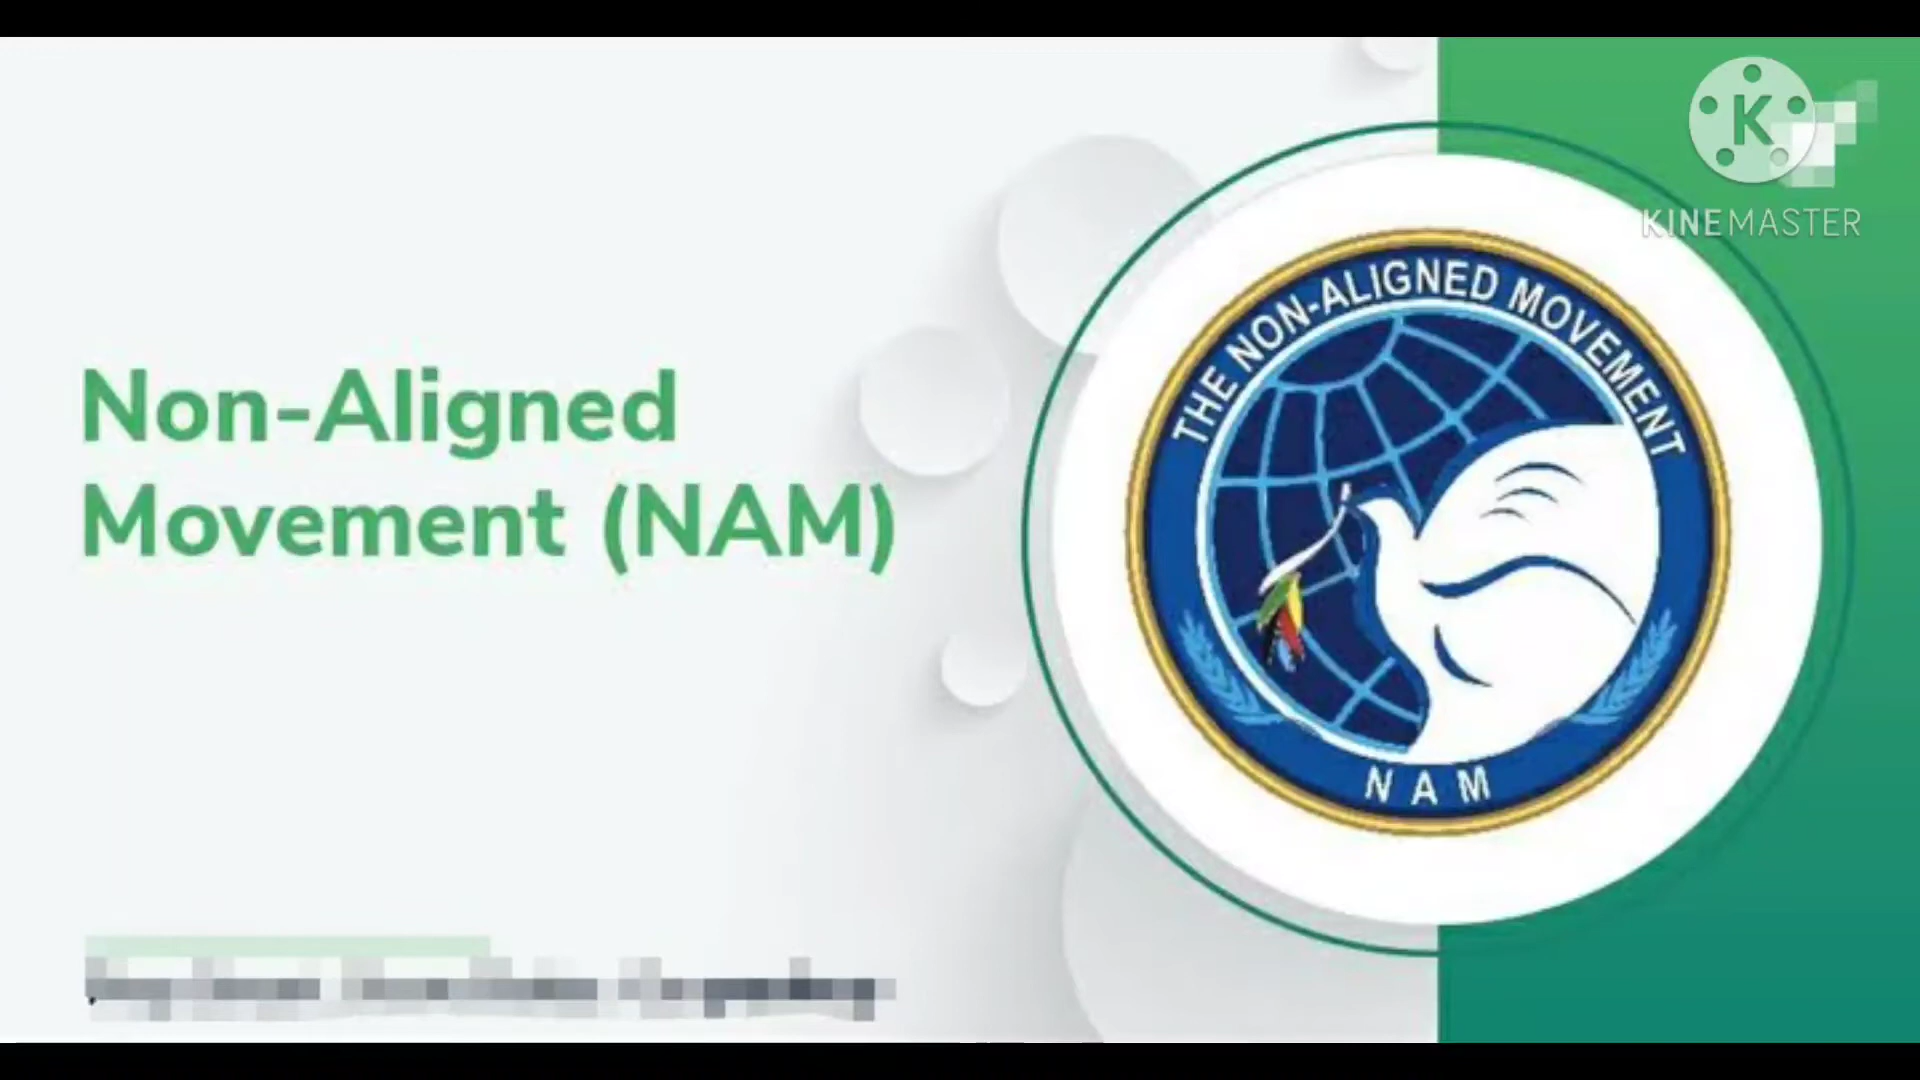 Non-Aligned
Movement (NAM)
K
KINEMASTER
THE NON-ALIGNED MOVEMENT
NAM